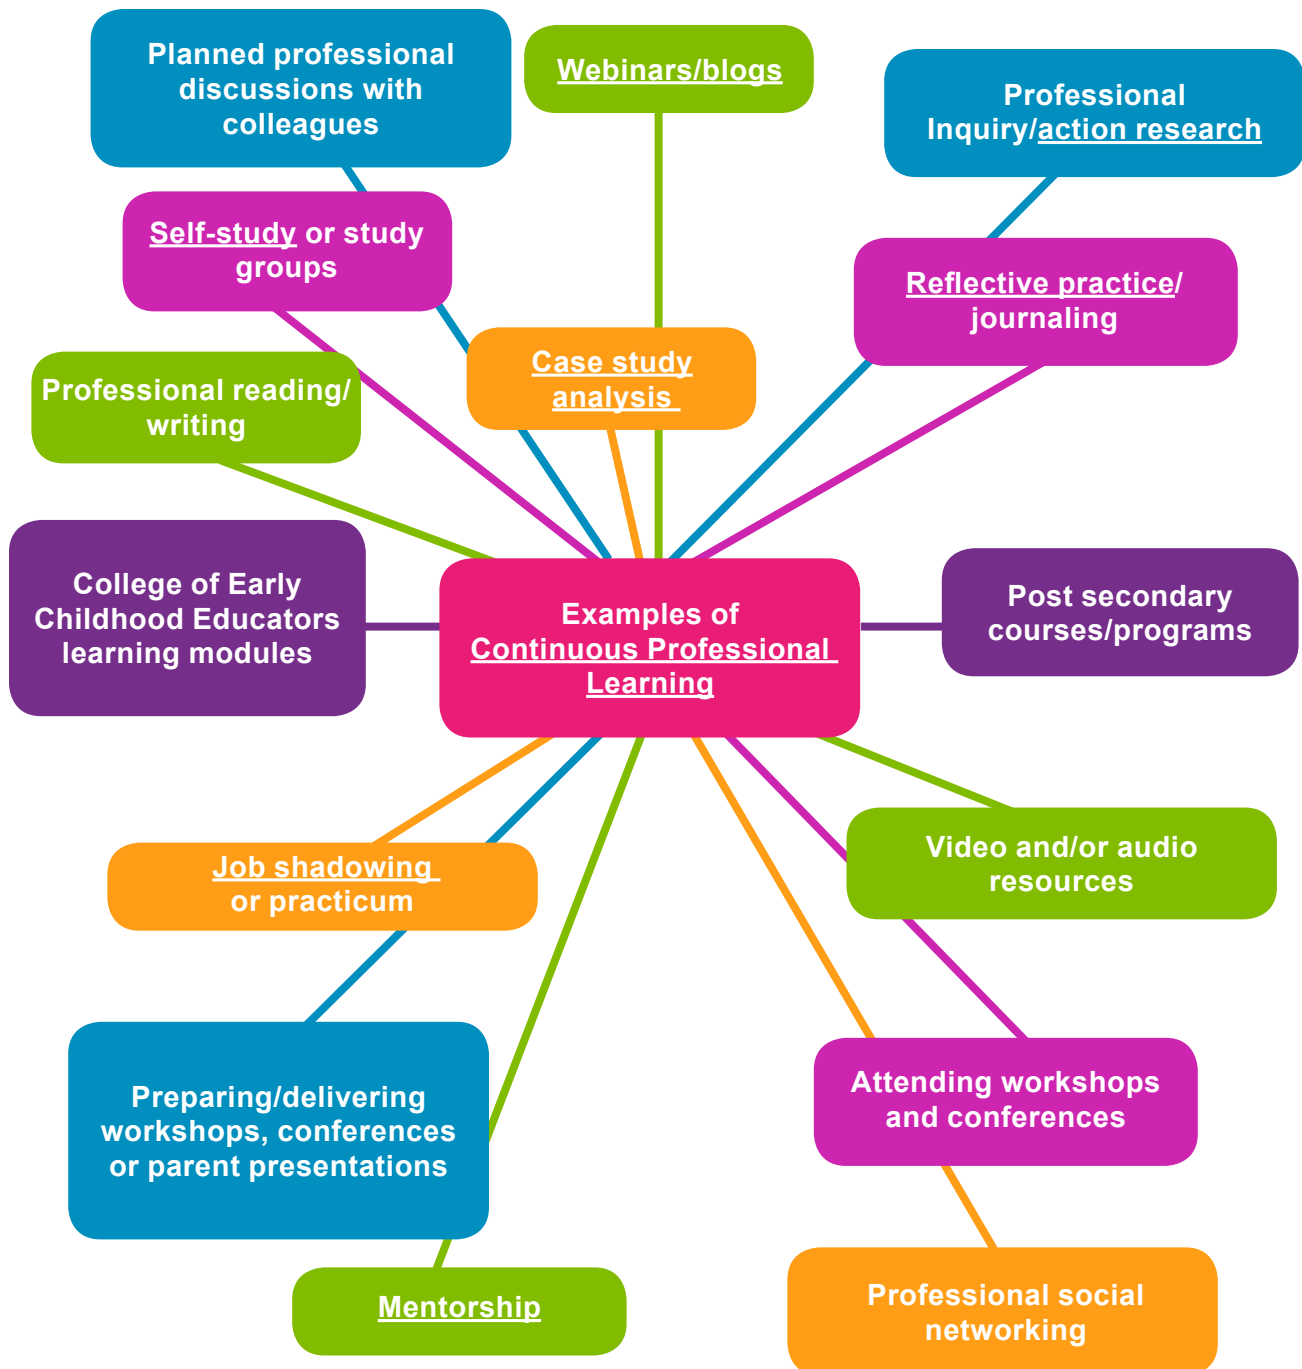 Planned professional
discussions with
colleagues
Webinars/blogs
Professional
Inquiry/action research
Self-study or study
groups
Reflective practice/
journaling
Case study
analysis
Professional reading/
writing
College of Early
Childhood Educators
learning modules
Examples of
Continuous Professional
Learning
Post secondary
courses/programs
Job shadowing
or practicum
Video and/or audio
resources
Preparing/delivering
workshops, conferences
or parent presentations
Attending workshops
and conferences
Mentorship
Professional social
networking